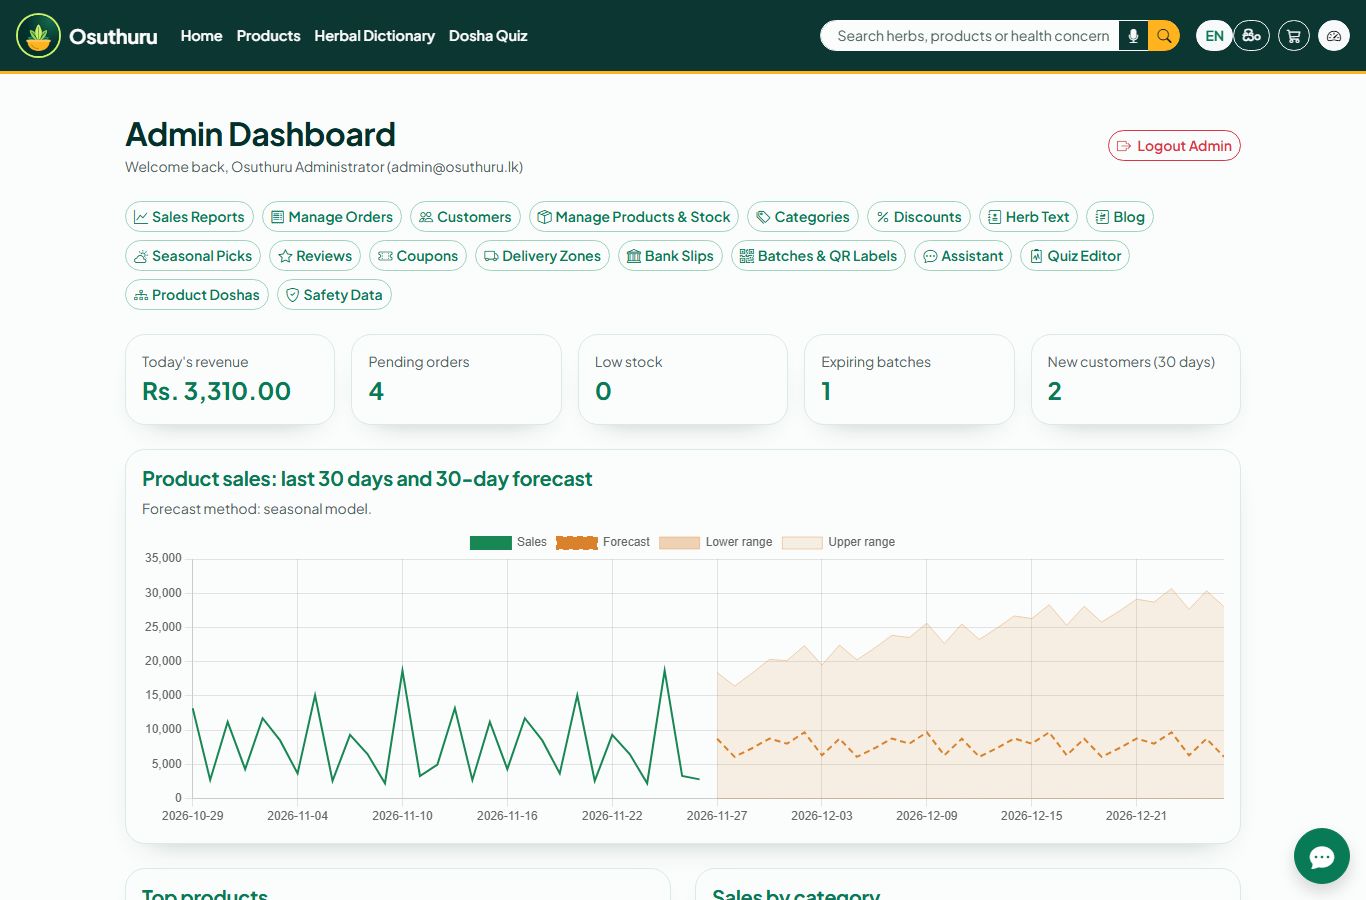 Osuthuru
Home Products Herbal Dictionary Dosha Quiz
Search herbs, products or health concern
EN
Admin Dashboard
Welcome back, Osuthuru Administrator (admin@osuthuru.lk)
Logout Admin
Sales Reports Manage Orders Customers Manage Products & Stock Categories Discounts Herb Text Blog
Seasonal Picks Reviews Coupons Delivery Zones Bank Slips Batches & QR Labels Assistant Quiz Editor
Product Doshas Safety Data
Today's revenue
Rs. 3,310.00
Pending orders
4
Low stock
0
Expiring batches
1
New customers (30 days)
2
Product sales: last 30 days and 30-day forecast
Forecast method: seasonal model.
Sales Forecast Lower range Upper range
35,000
30,000
25,000
20,000
15,000
10,000
5,000
0
2026-10-29 2026-11-04 2026-11-10 2026-11-16 2026-11-22 2026-11-27 2026-12-03 2026-12-09 2026-12-15 2026-12-21
Top products
Sales by category